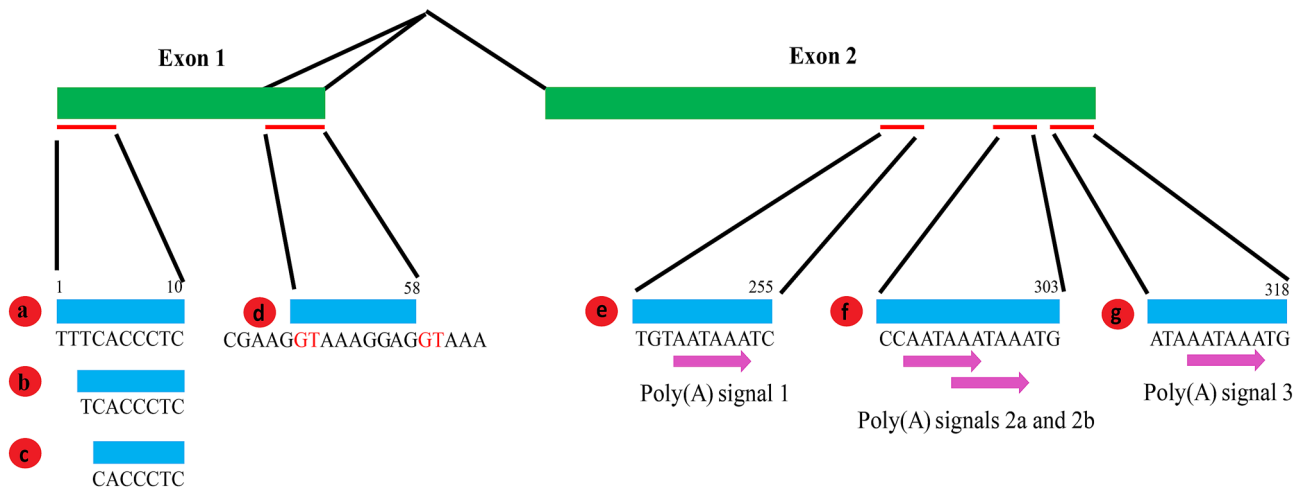 Exon 1
Exon 2
1 10
58
255
303
318
a
d
e
f
g
TTTCACCCTC
CGAAGGTAAAGGAGGTAAA
TGTAATAAATC
CCAATAAATAAATG
ATAAATAAATG
Poly(A) signal 1
Poly(A) signals 2a and 2b
Poly(A) signal 3
b
TCACCCTC
c
CACCCTC